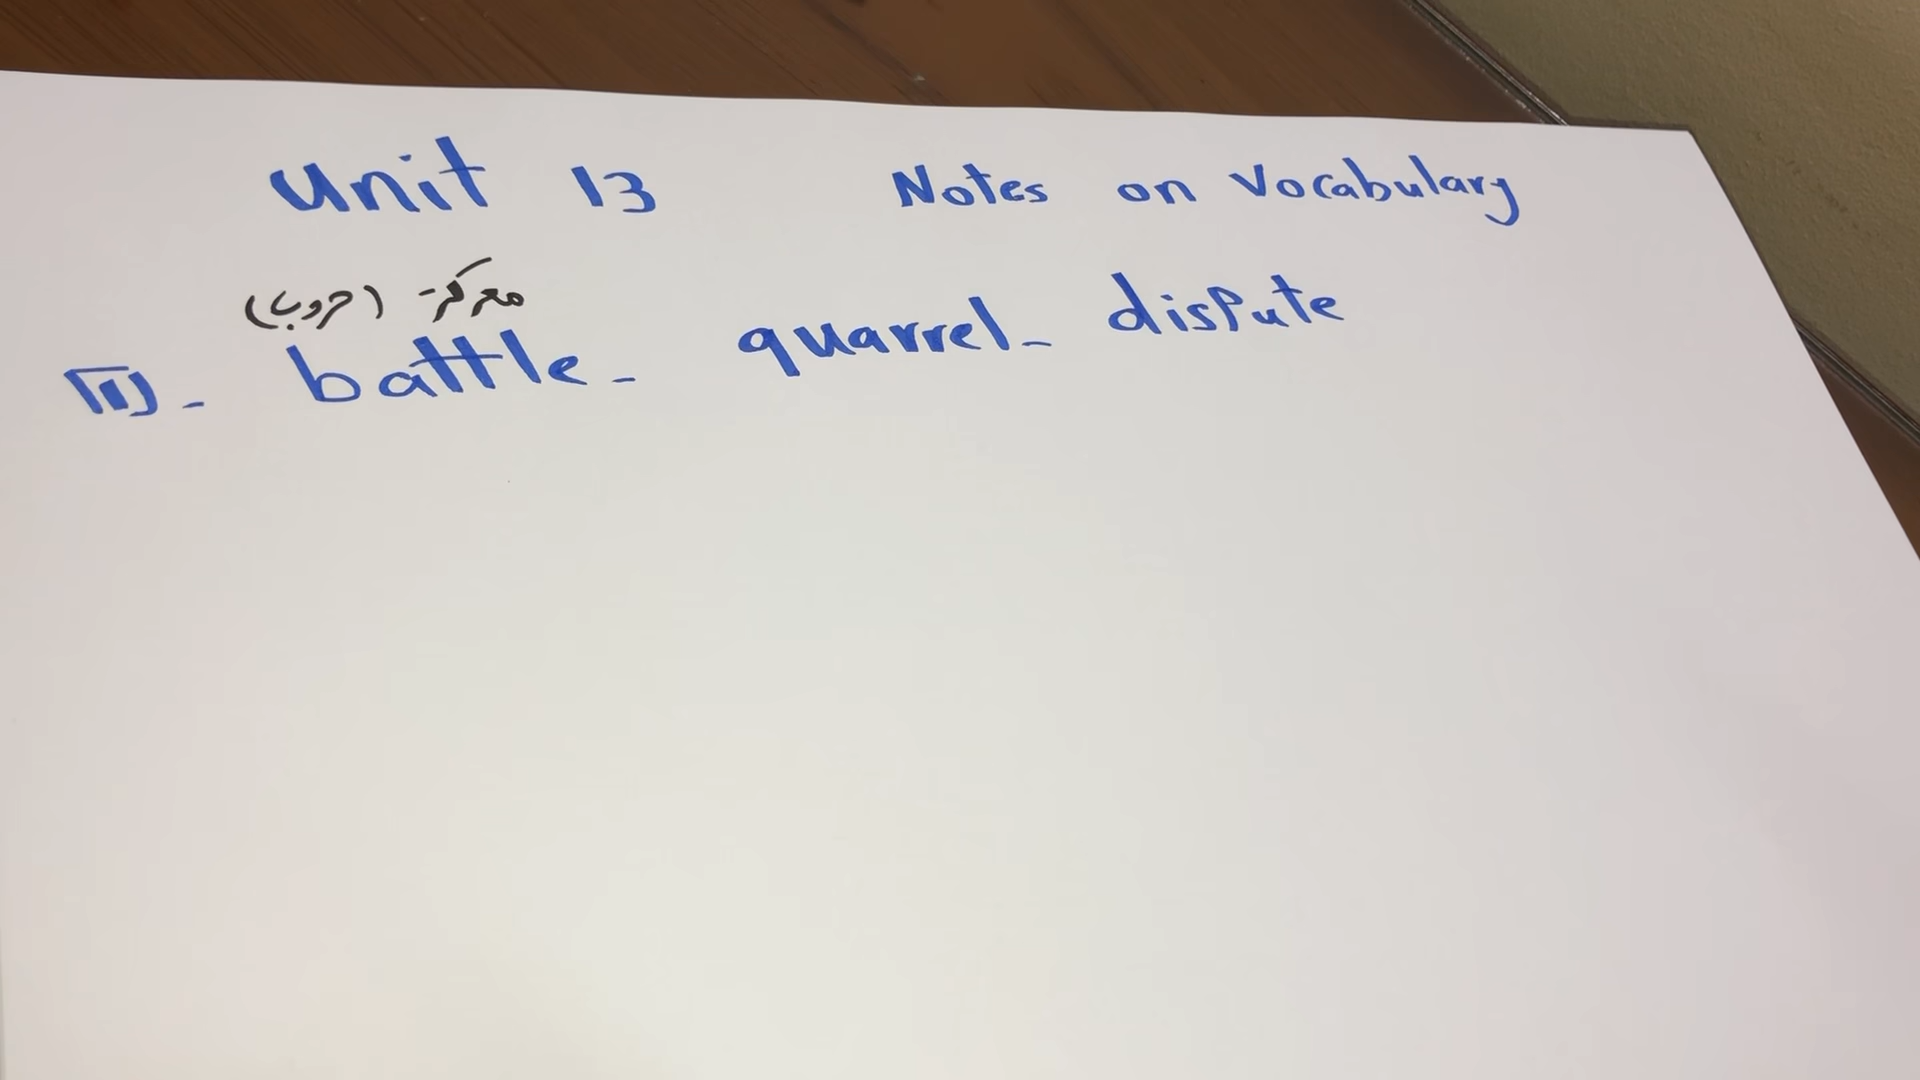 Unit 13 Notes on Vocabulary
معركة (حروب)
1 - battle - quarrel - dispute